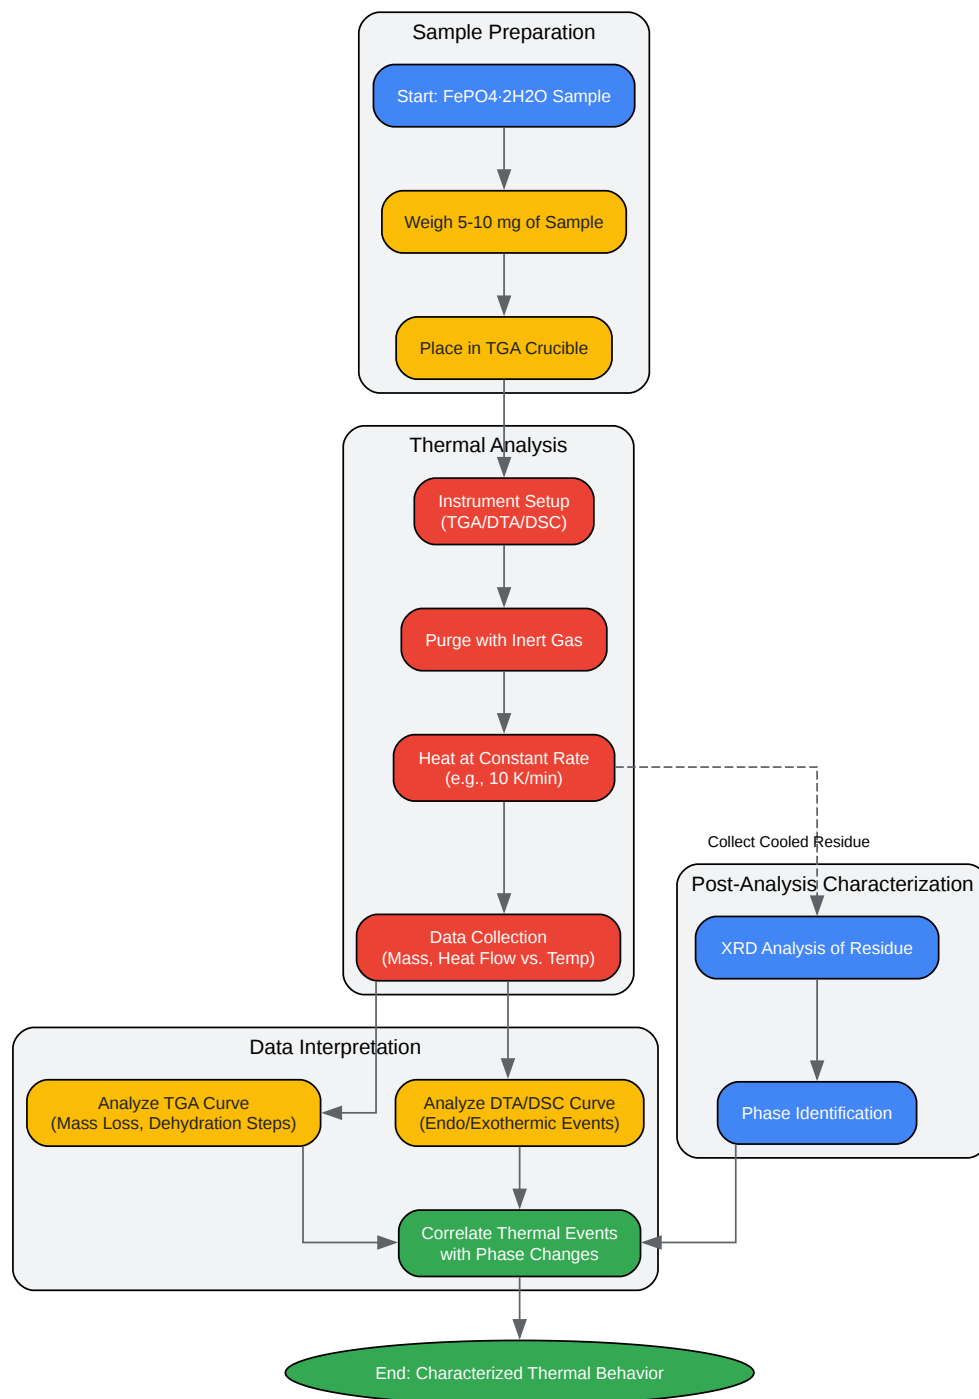 Sample Preparation
Start: FePO4·2H2O Sample
Weigh 5-10 mg of Sample
Place in TGA Crucible
Thermal Analysis
Instrument Setup
(TGA/DTA/DSC)
Purge with Inert Gas
Heat at Constant Rate
(e.g., 10 K/min)
Collect Cooled Residue
Data Collection
(Mass, Heat Flow vs. Temp)
Post-Analysis Characterization
XRD Analysis of Residue
Phase Identification
Data Interpretation
Analyze TGA Curve
(Mass Loss, Dehydration Steps)
Analyze DTA/DSC Curve
(Endo/Exothermic Events)
Correlate Thermal Events
with Phase Changes
End: Characterized Thermal Behavior